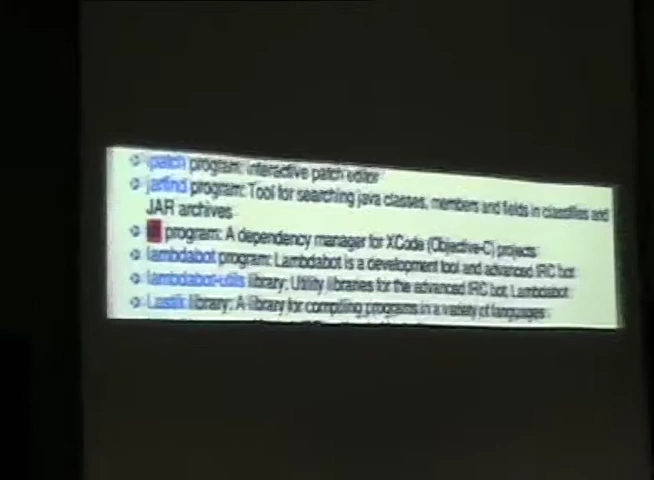 ipatch program: Interactive patch editor
jarfind program: Tool for searching java classes, members and fields in classfiles and
JAR archives
program: A dependency manager for XCode (Objective-C) projects
lambdabot program: Lambdabot is a development tool and advanced IRC bot
lambdabot-utils library: Utility libraries for the advanced IRC bot, Lambdabot
Lastik library: A library for compiling programs in a variety of languages